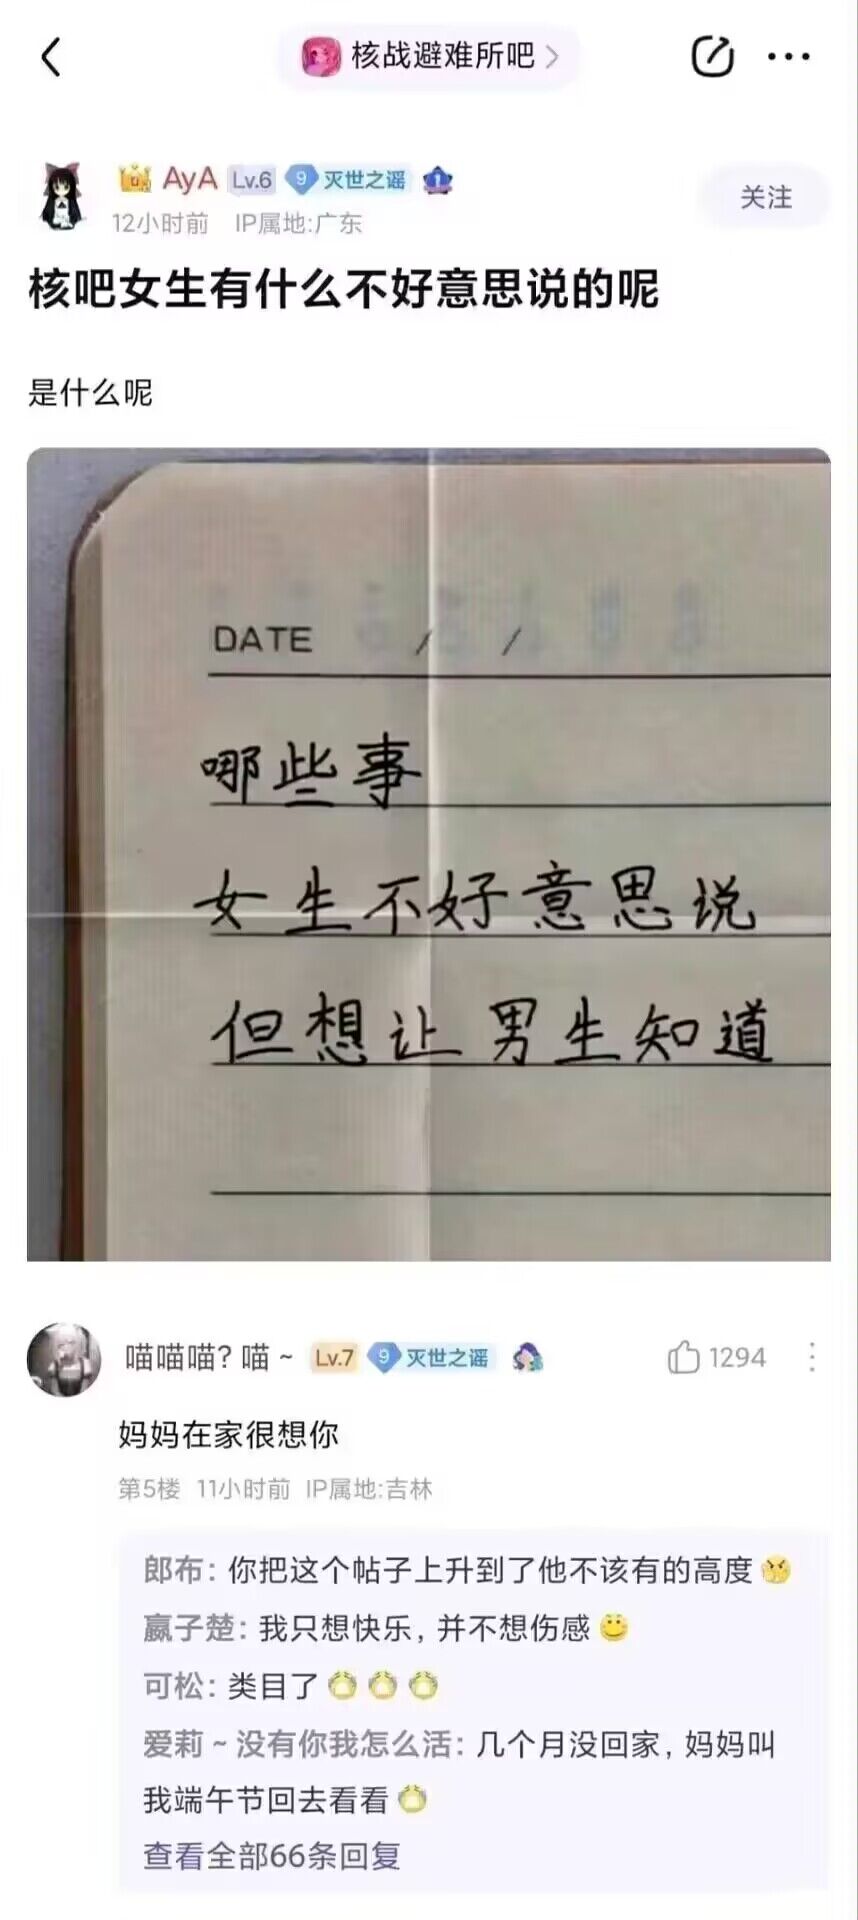 核战避难所吧
AyA Lv.6 9 灭世之谣 1
12小时前 IP属地:广东
关注
核吧女生有什么不好意思说的呢
是什么呢
DATE / /
哪些事
女生不好意思说
但想让男生知道
喵喵喵？喵~ Lv.7 9 灭世之谣
1294
妈妈在家很想你
第5楼 11小时前 IP属地:吉林
郎布：你把这个帖子上升到了他不该有的高度
嬴子楚：我只想快乐，并不想伤感
可松：类目了
爱莉~没有你我怎么活：几个月没回家，妈妈叫
我端午节回去看看
查看全部66条回复